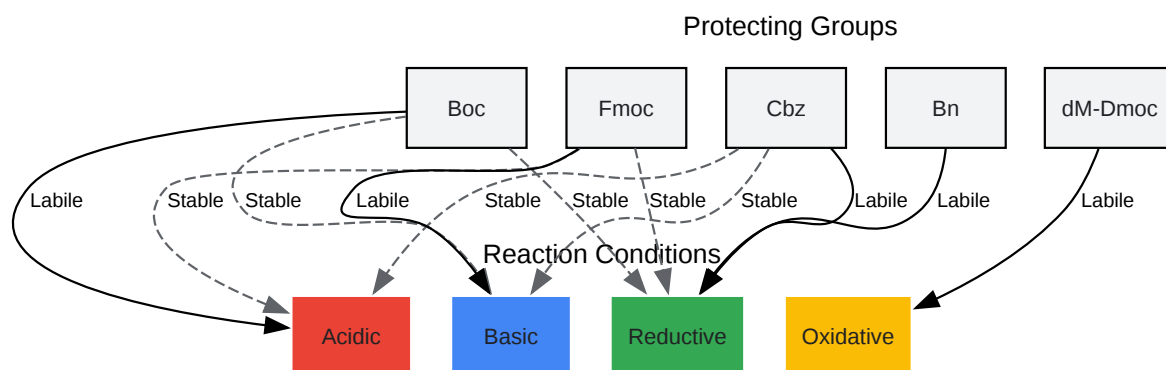 Protecting Groups
Boc
Fmoc
Cbz
Bn
dM-Dmoc
Labile
Stable
Stable
Labile
Stable
Stable
Stable
Stable
Labile
Labile
Labile
Reaction Conditions
Acidic
Basic
Reductive
Oxidative